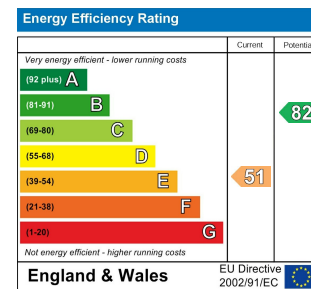 Energy Efficiency Rating
Current Potentia
Very energy efficient - lower running costs
(92 plus) A
(81-91) B
82
(69-80) C
(55-68) D
(39-54) E
51
(21-38) F
(1-20) G
Not energy efficient - higher running costs
England & Wales
EU Directive
2002/91/EC